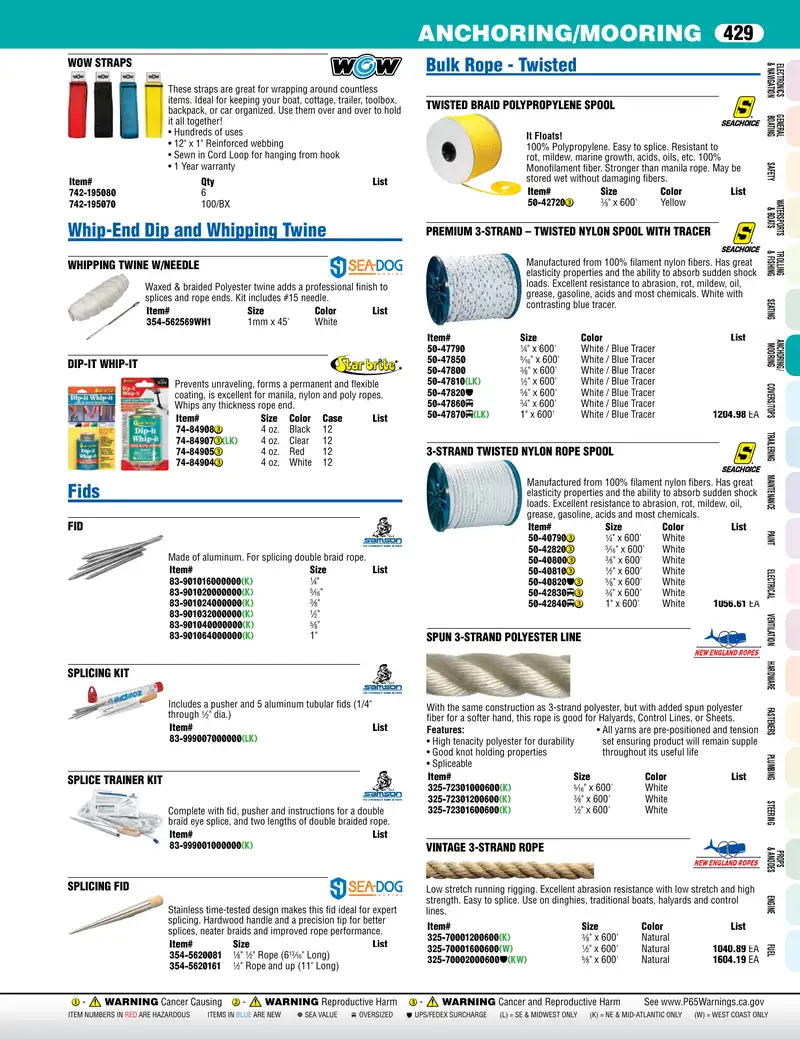 ANCHORING/MOORING 429
WOW STRAPS
WOW
These straps are great for wrapping around countless
items. Ideal for keeping your boat, cottage, trailer, toolbox,
backpack, or car organized. Use them over and over to hold
it all together!
• Hundreds of uses
• 12" x 1" Reinforced webbing
• Sewn in Cord Loop for hanging from hook
• 1 Year warranty
Item# Qty List
742-195080 6
742-195070 100/BX
Whip-End Dip and Whipping Twine
WHIPPING TWINE W/NEEDLE
SEA-DOG
Waxed & braided Polyester twine adds a professional finish to
splices and rope ends. Kit includes #15 needle.
Item# Size Color List
354-562569WH1 1mm x 45' White
DIP-IT WHIP-IT
Star brite
Prevents unraveling, forms a permanent and flexible
coating, is excellent for manila, nylon and poly ropes.
Whips any thickness rope end.
Item# Size Color Case List
74-84908③ 4 oz. Black 12
74-84907③(LK) 4 oz. Clear 12
74-84905③ 4 oz. Red 12
74-84904③ 4 oz. White 12
Fids
FID
SAMSON
Made of aluminum. For splicing double braid rope.
Item# Size List
83-901016000000(K) ¼"
83-901020000000(K) 5⁄16"
83-901024000000(K) ⅜"
83-901032000000(K) ½"
83-901040000000(K) ⅝"
83-901064000000(K) 1"
SPLICING KIT
SAMSON
Includes a pusher and 5 aluminum tubular fids (1/4"
through ½" dia.)
Item# List
83-999007000000(LK)
SPLICE TRAINER KIT
SAMSON
Complete with fid, pusher and instructions for a double
braid eye splice, and two lengths of double braided rope.
Item# List
83-999001000000(K)
SPLICING FID
SEA-DOG
Stainless time-tested design makes this fid ideal for expert
splicing. Hardwood handle and a precision tip for better
splices, neater braids and improved rope performance.
Item# Size List
354-5620081 ⅛" ½" Rope (613⁄16" Long)
354-5620161 ½" Rope and up (11" Long)
Bulk Rope - Twisted
TWISTED BRAID POLYPROPYLENE SPOOL
SEACHOICE
It Floats!
100% Polypropylene. Easy to splice. Resistant to
rot, mildew, marine growth, acids, oils, etc. 100%
Monofilament fiber. Stronger than manila rope. May be
stored wet without damaging fibers.
Item# Size Color List
50-42720③ ⅜" x 600' Yellow
PREMIUM 3-STRAND – TWISTED NYLON SPOOL WITH TRACER
SEACHOICE
Manufactured from 100% filament nylon fibers. Has great
elasticity properties and the ability to absorb sudden shock
loads. Excellent resistance to abrasion, rot, mildew, oil,
grease, gasoline, acids and most chemicals. White with
contrasting blue tracer.
Item# Size Color List
50-47790 ¼" x 600' White / Blue Tracer
50-47850 5⁄16" x 600' White / Blue Tracer
50-47800 ⅜" x 600' White / Blue Tracer
50-47810(LK) ½" x 600' White / Blue Tracer
50-47820 ⅝" x 600' White / Blue Tracer
50-47860 ¾" x 600' White / Blue Tracer
50-47870(LK) 1" x 600' White / Blue Tracer 1204.98 EA
3-STRAND TWISTED NYLON ROPE SPOOL
SEACHOICE
Manufactured from 100% filament nylon fibers. Has great
elasticity properties and the ability to absorb sudden shock
loads. Excellent resistance to abrasion, rot, mildew, oil,
grease, gasoline, acids and most chemicals.
Item# Size Color List
50-40790③ ¼" x 600' White
50-42820③ 5⁄16" x 600' White
50-40800③ ⅜" x 600' White
50-40810③ ½" x 600' White
50-40820③ ⅝" x 600' White
50-42830③ ¾" x 600' White
50-42840③ 1" x 600' White 1056.61 EA
SPUN 3-STRAND POLYESTER LINE
NEW ENGLAND ROPES
With the same construction as 3-strand polyester, but with added spun polyester
fiber for a softer hand, this rope is good for Halyards, Control Lines, or Sheets.
Features:
• High tenacity polyester for durability
• Good knot holding properties
• Spliceable
• All yarns are pre-positioned and tension
set ensuring product will remain supple
throughout its useful life
Item# Size Color List
325-72301000600(K) 5⁄16" x 600' White
325-72301200600(K) ⅜" x 600' White
325-72301600600(K) ½" x 600' White
VINTAGE 3-STRAND ROPE
NEW ENGLAND ROPES
Low stretch running rigging. Excellent abrasion resistance with low stretch and high
strength. Easy to splice. Use on dinghies, traditional boats, halyards and control
lines.
Item# Size Color List
325-70001200600(K) ⅜" x 600' Natural
325-70001600600(W) ½" x 600' Natural 1040.89 EA
325-70002000600(KW) ⅝" x 600' Natural 1604.19 EA
ELECTRONICS
& NAVIGATION
GENERAL
BOATING
SAFETY
WATERSPORTS
& BOATS
TROLLING
& FISHING
SEATING
ANCHORING/
MOORING
COVERS/TOPS
TRAILERING
MAINTENANCE
PAINT
ELECTRICAL
VENTILATION
HARDWARE
FASTENERS
PLUMBING
STEERING
PROPS
& ANODES
ENGINE
FUEL
① - WARNING Cancer Causing ② - WARNING Reproductive Harm ③ - WARNING Cancer and Reproductive Harm See www.P65Warnings.ca.gov
ITEM NUMBERS IN RED ARE HAZARDOUS ITEMS IN BLUE ARE NEW SEA VALUE OVERSIZED UPS/FEDEX SURCHARGE (L) = SE & MIDWEST ONLY (K) = NE & MID-ATLANTIC ONLY (W) = WEST COAST ONLY